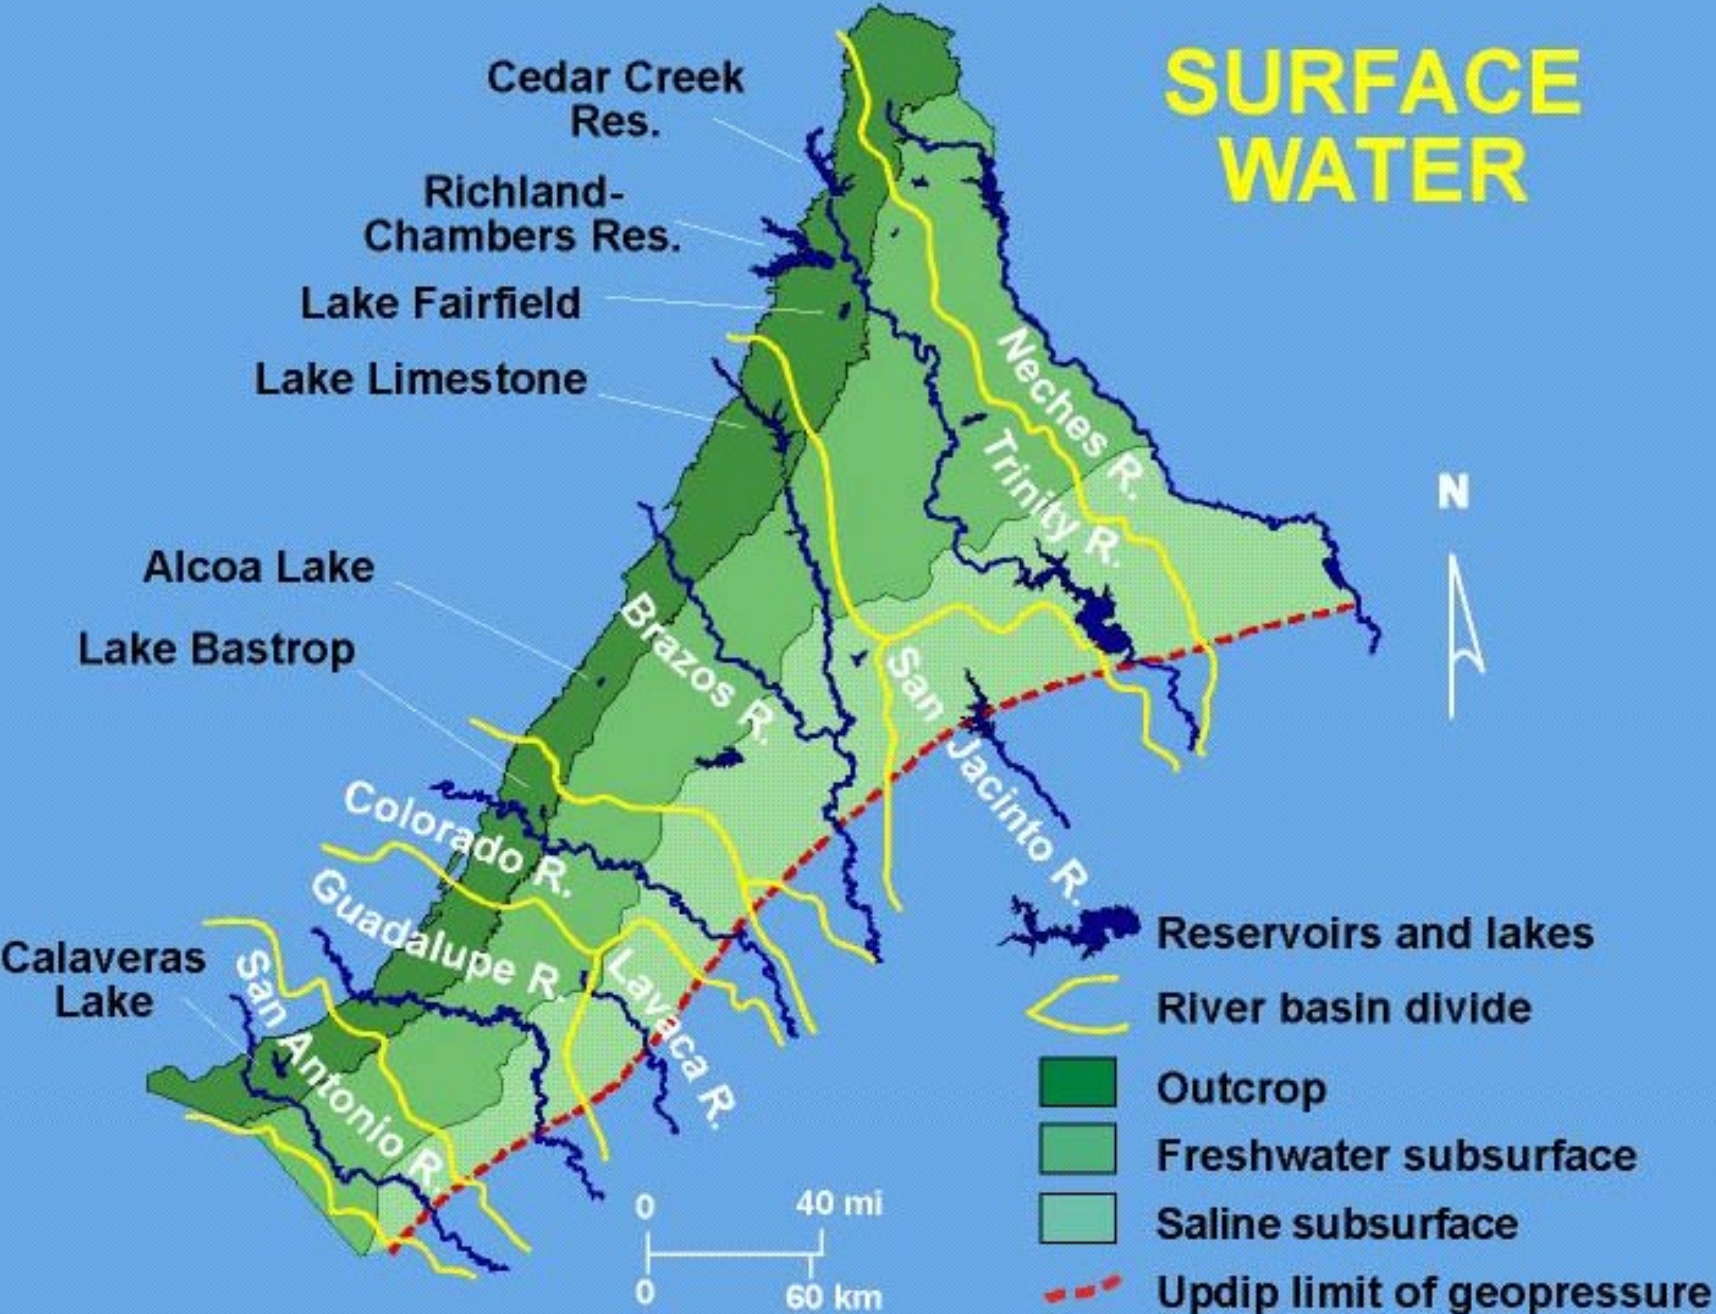 SURFACE
WATER
Cedar Creek
Res.
Richland-
Chambers Res.
Lake Fairfield
Lake Limestone
Alcoa Lake
Lake Bastrop
Calaveras
Lake
Neches R.
Trinity R.
Brazos R.
San Jacinto R.
Colorado R.
Guadalupe R.
Lavaca R.
San Antonio R.
N
Reservoirs and lakes
River basin divide
Outcrop
Freshwater subsurface
Saline subsurface
Updip limit of geopressure
0 40 mi
0 60 km